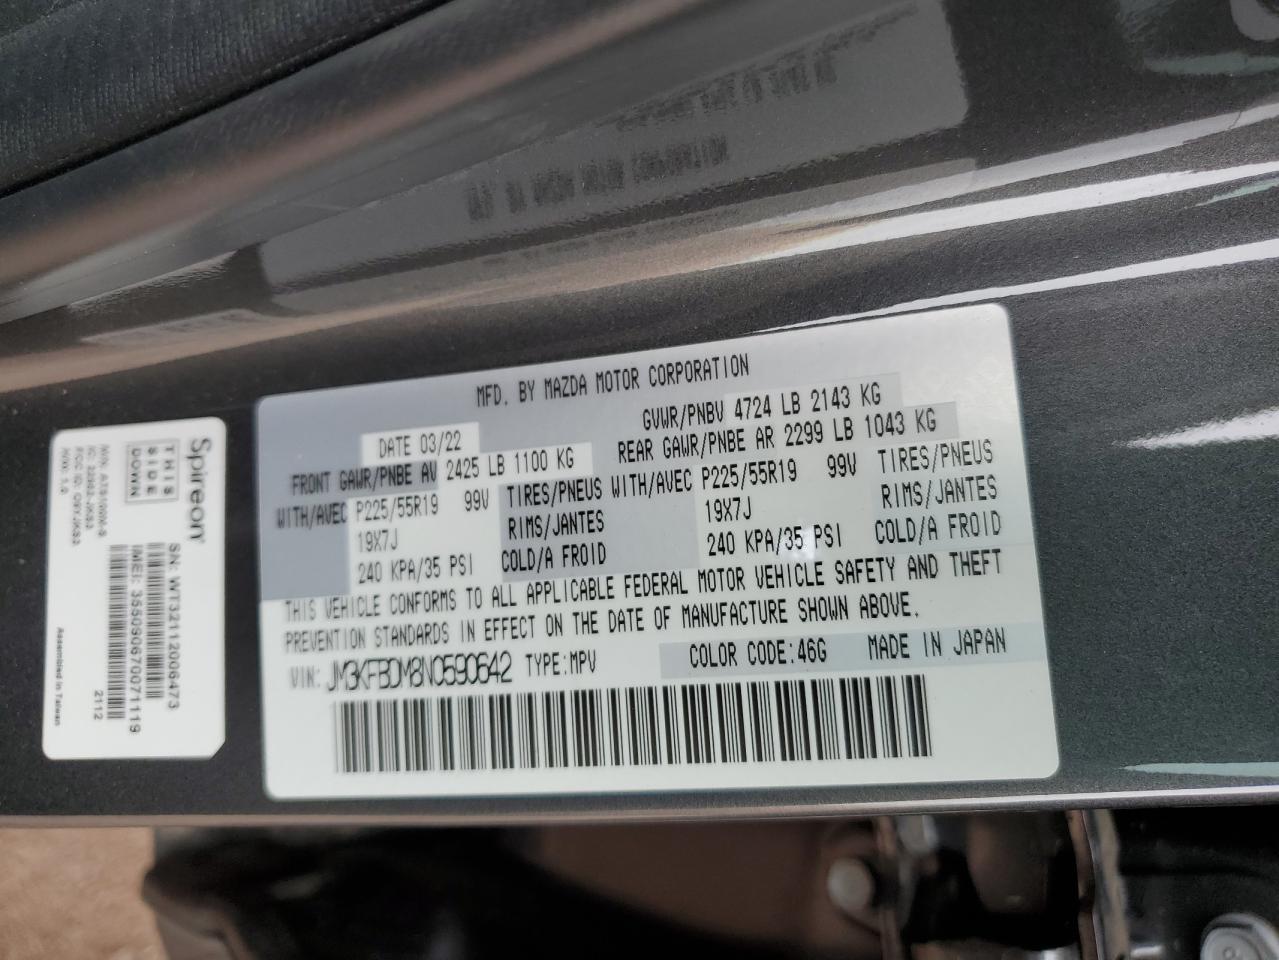 MFD. BY MAZDA MOTOR CORPORATION
DATE 03/22 GVWR/PNBV 4724 LB 2143 KG
FRONT GAWR/PNBE AV 2425 LB 1100 KG REAR GAWR/PNBE AR 2299 LB 1043 KG
WITH/AVEC P225/55R19 99V TIRES/PNEUS WITH/AVEC P225/55R19 99V TIRES/PNEUS
19X7J RIMS/JANTES 19X7J RIMS/JANTES
240 KPA/35 PSI COLD/A FROID 240 KPA/35 PSI COLD/A FROID
THIS VEHICLE CONFORMS TO ALL APPLICABLE FEDERAL MOTOR VEHICLE SAFETY AND THEFT
PREVENTION STANDARDS IN EFFECT ON THE DATE OF MANUFACTURE SHOWN ABOVE.
VIN: JM3KFBDM8N0590642 TYPE:MPV COLOR CODE:46G MADE IN JAPAN
Spireon
THIS
SIDE
DOWN
HW: 1.0
SN: WT32112006473
IMEI: 355090670071119
2112
Assembled in Taiwan